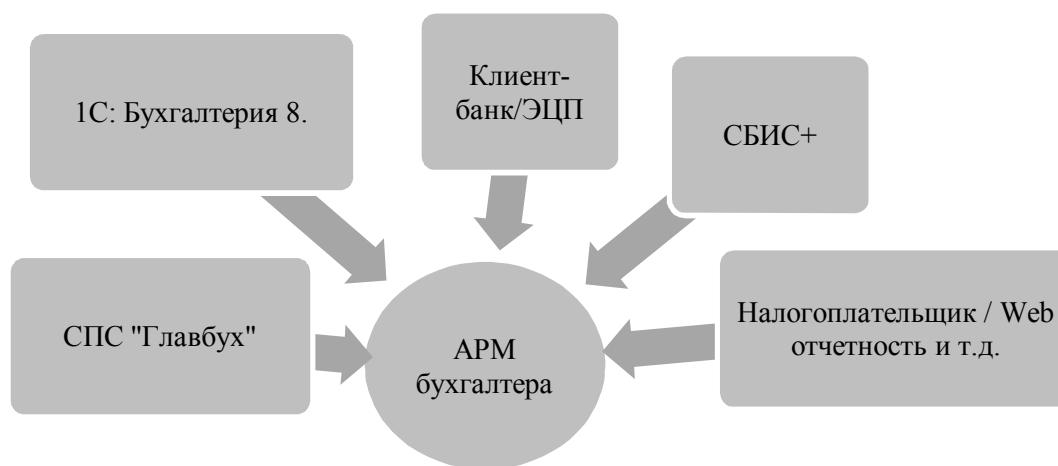 1С: Бухгалтерия 8.
Клиент-
банк/ЭЦП
СБИС+
СПС "Главбух"
АРМ
бухгалтера
Налогоплательщик / Web
отчетность и т.д.